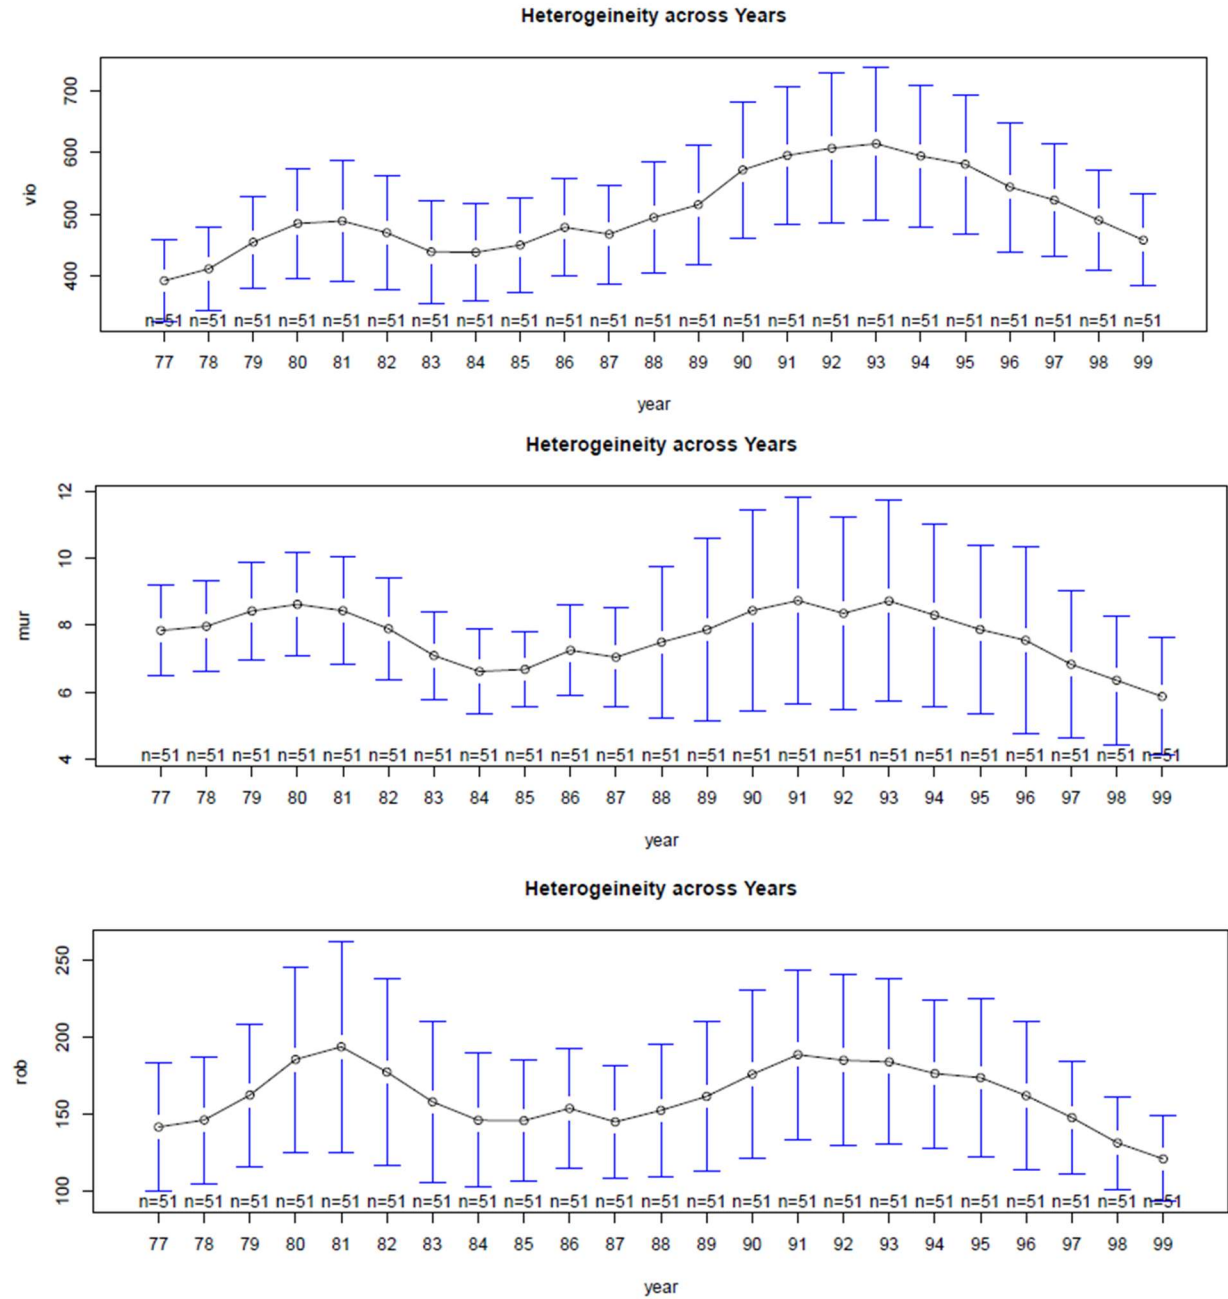 Heterogeineity across Years
700
600
500
400
vio
n=51 n=51 n=51 n=51 n=51 n=51 n=51 n=51 n=51 n=51 n=51 n=51 n=51 n=51 n=51 n=51 n=51 n=51 n=51 n=51 n=51 n=51 n=51
77 78 79 80 81 82 83 84 85 86 87 88 89 90 91 92 93 94 95 96 97 98 99
year
Heterogeineity across Years
12
10
8
6
4
mur
n=51 n=51 n=51 n=51 n=51 n=51 n=51 n=51 n=51 n=51 n=51 n=51 n=51 n=51 n=51 n=51 n=51 n=51 n=51 n=51 n=51 n=51 n=51
77 78 79 80 81 82 83 84 85 86 87 88 89 90 91 92 93 94 95 96 97 98 99
year
Heterogeineity across Years
250
200
150
100
rob
n=51 n=51 n=51 n=51 n=51 n=51 n=51 n=51 n=51 n=51 n=51 n=51 n=51 n=51 n=51 n=51 n=51 n=51 n=51 n=51 n=51 n=51 n=51
77 78 79 80 81 82 83 84 85 86 87 88 89 90 91 92 93 94 95 96 97 98 99
year